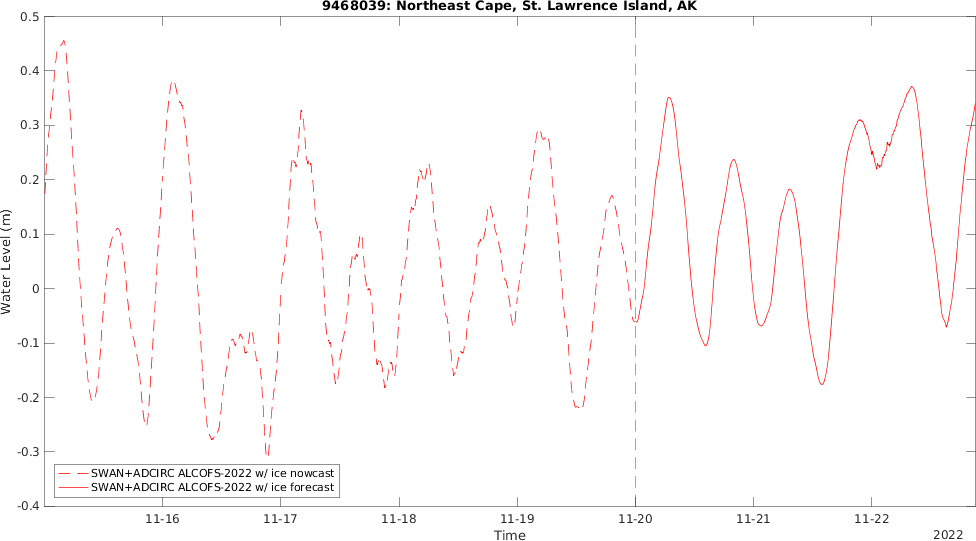 9468039: Northeast Cape, St. Lawrence Island, AK
0.5
0.4
0.3
0.2
0.1
0
-0.1
-0.2
-0.3
-0.4
Water Level (m)
SWAN+ADCIRC ALCOFS-2022 w/ ice nowcast
SWAN+ADCIRC ALCOFS-2022 w/ ice forecast
11-16 11-17 11-18 11-19 11-20 11-21 11-22
Time
2022